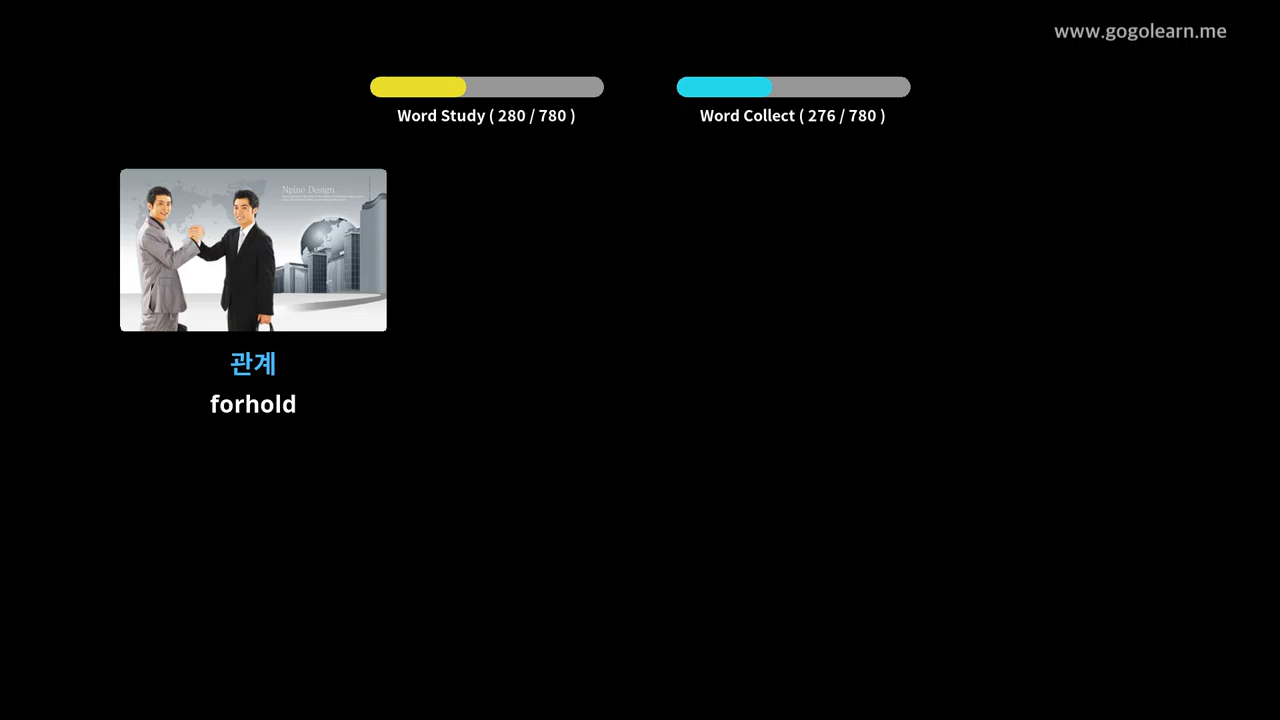 www.gogolearn.me
Word Study ( 280 / 780 )
Word Collect ( 276 / 780 )
Npine Design
관계
forhold